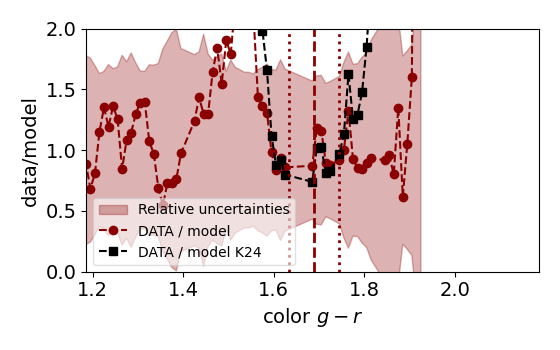 2.0
1.5
1.0
0.5
0.0
data/model
Relative uncertainties
DATA / model
DATA / model K24
1.2 1.4 1.6 1.8 2.0
color g − r